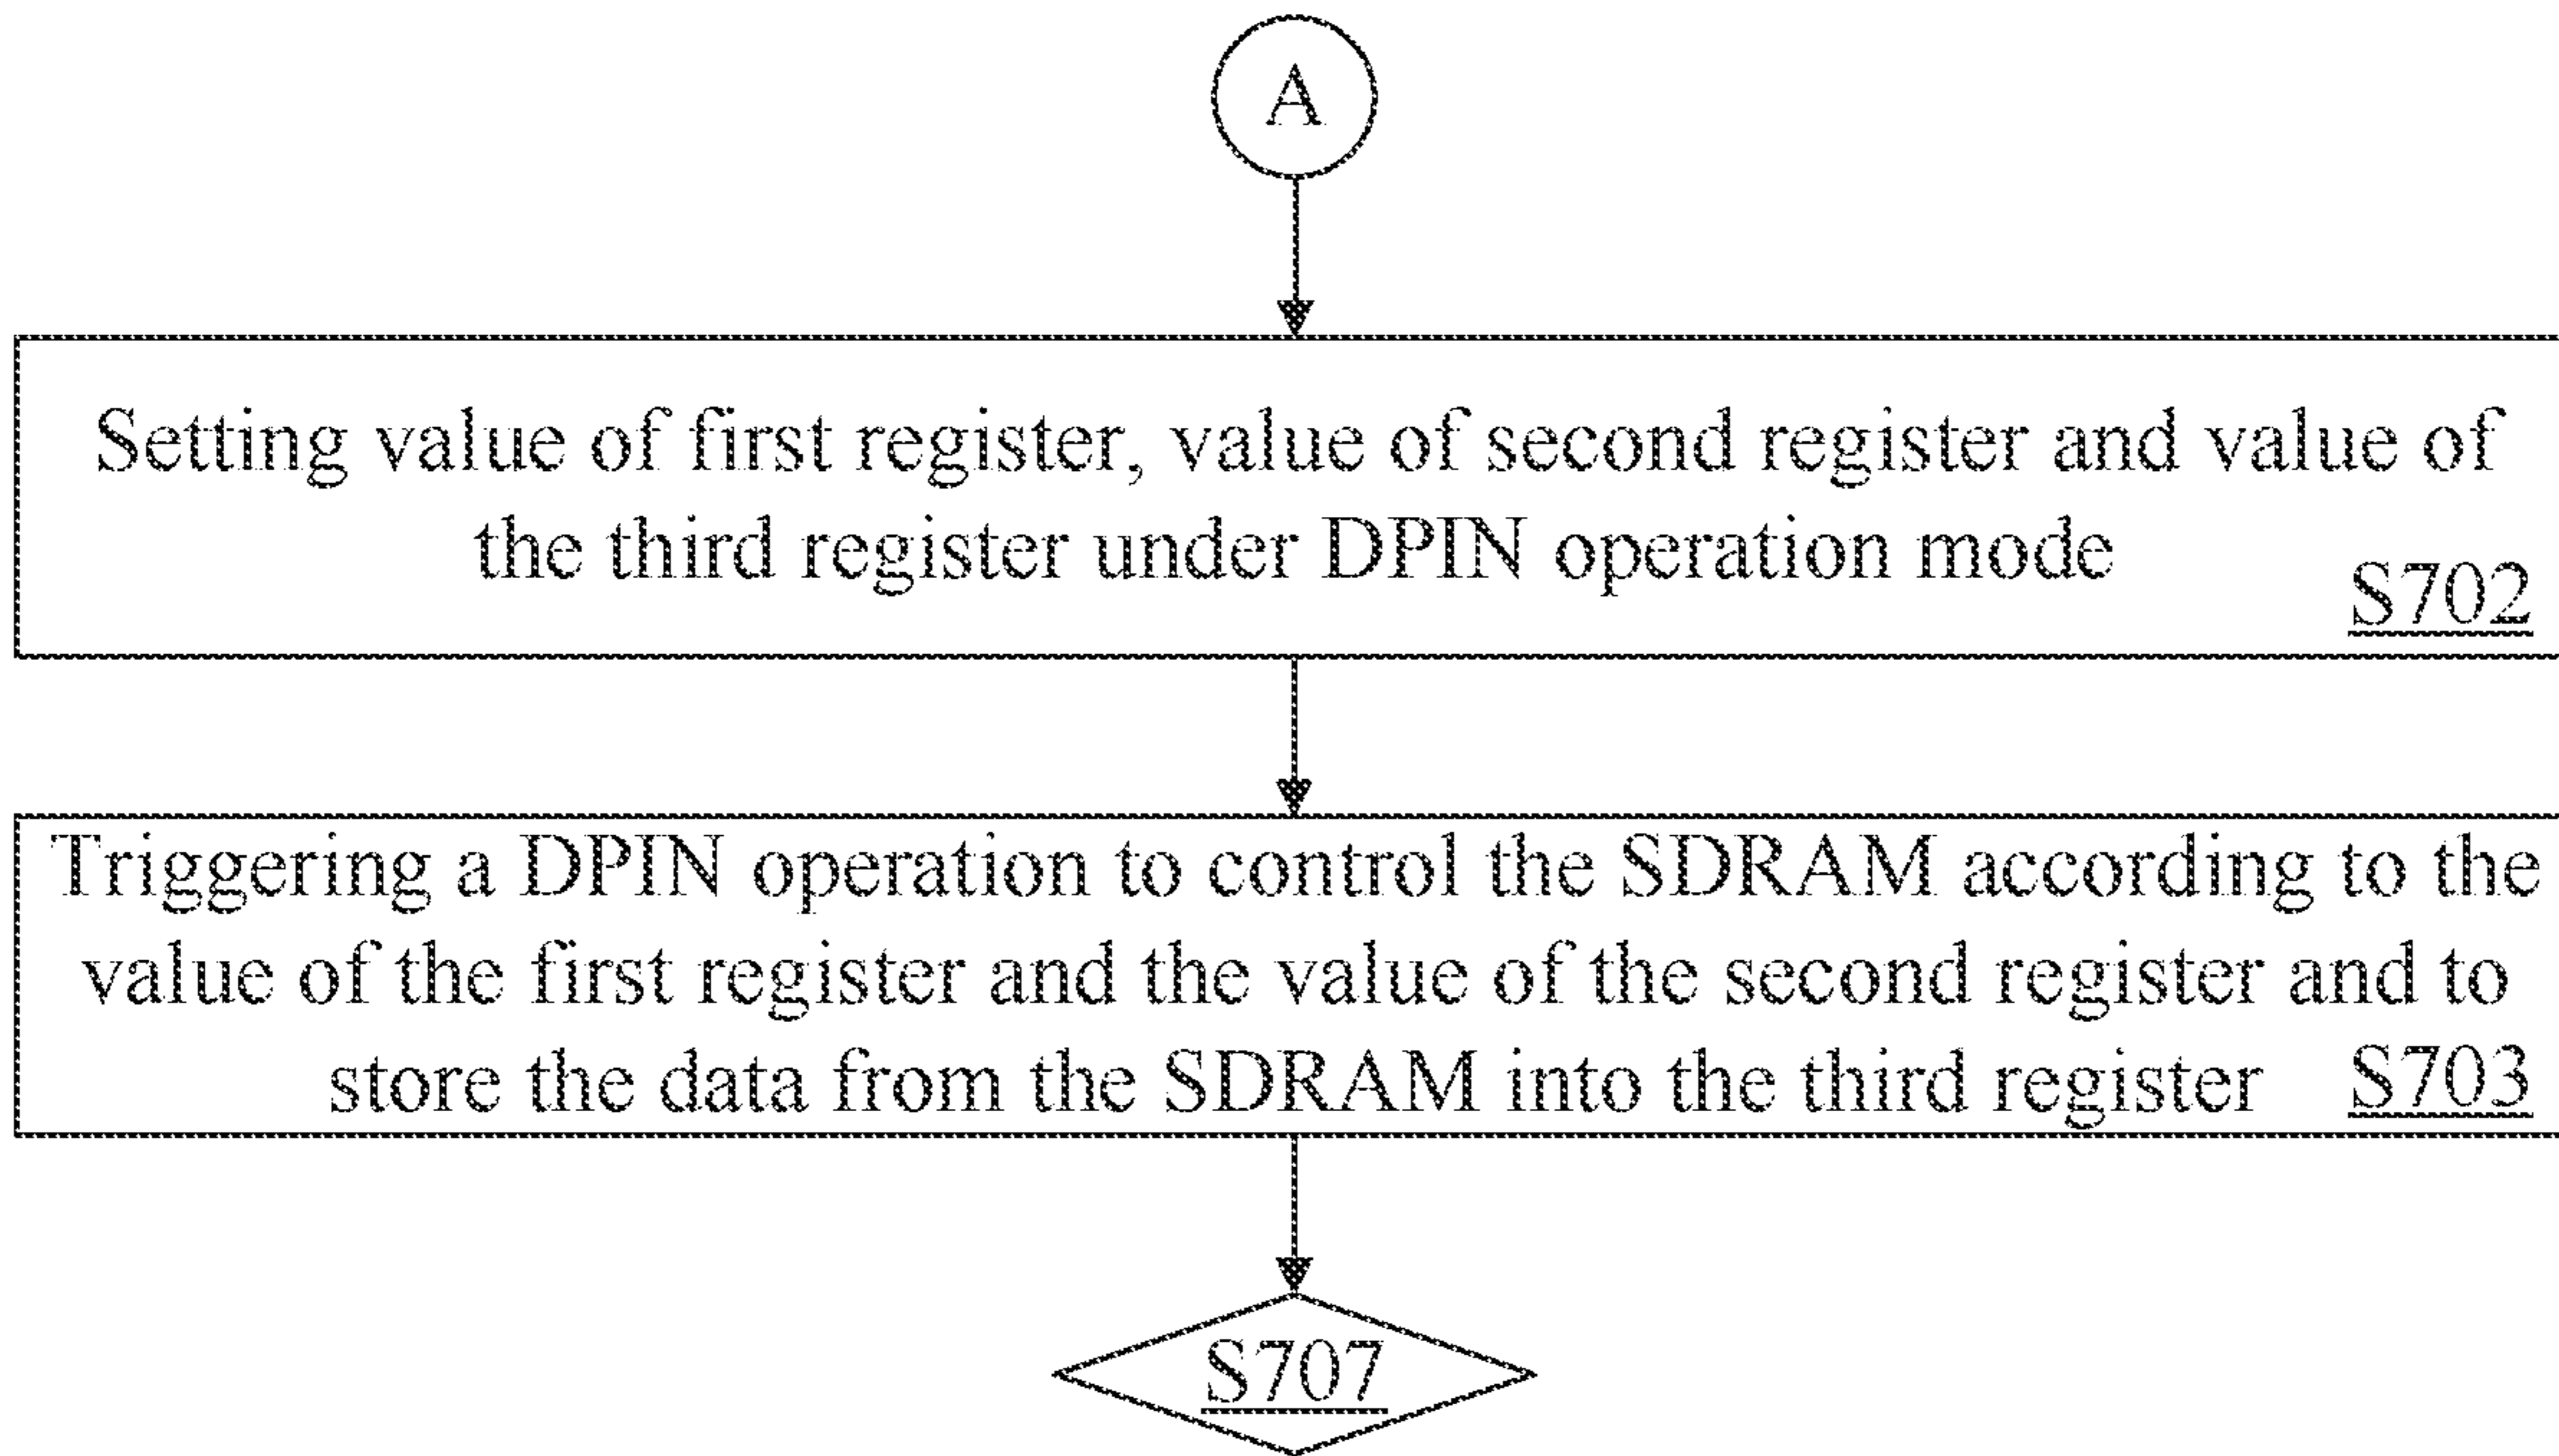 A
Setting value of first register, value of second register and value of
the third register under DPIN operation mode
S702
Triggering a DPIN operation to control the SDRAM according to the
value of the first register and the value of the second register and to
store the data from the SDRAM into the third register S703
S707